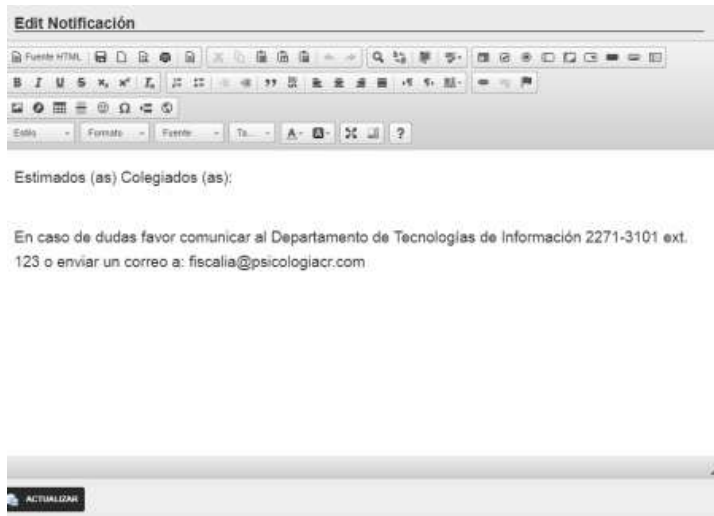 Edit Notificación
Fuente HTML
Estilo Formato Fuente Ta...
Estimados (as) Colegiados (as):
En caso de dudas favor comunicar al Departamento de Tecnologías de Información 2271-3101 ext.
123 o enviar un correo a: fiscalia@psicologiacr.com
ACTUALIZAR